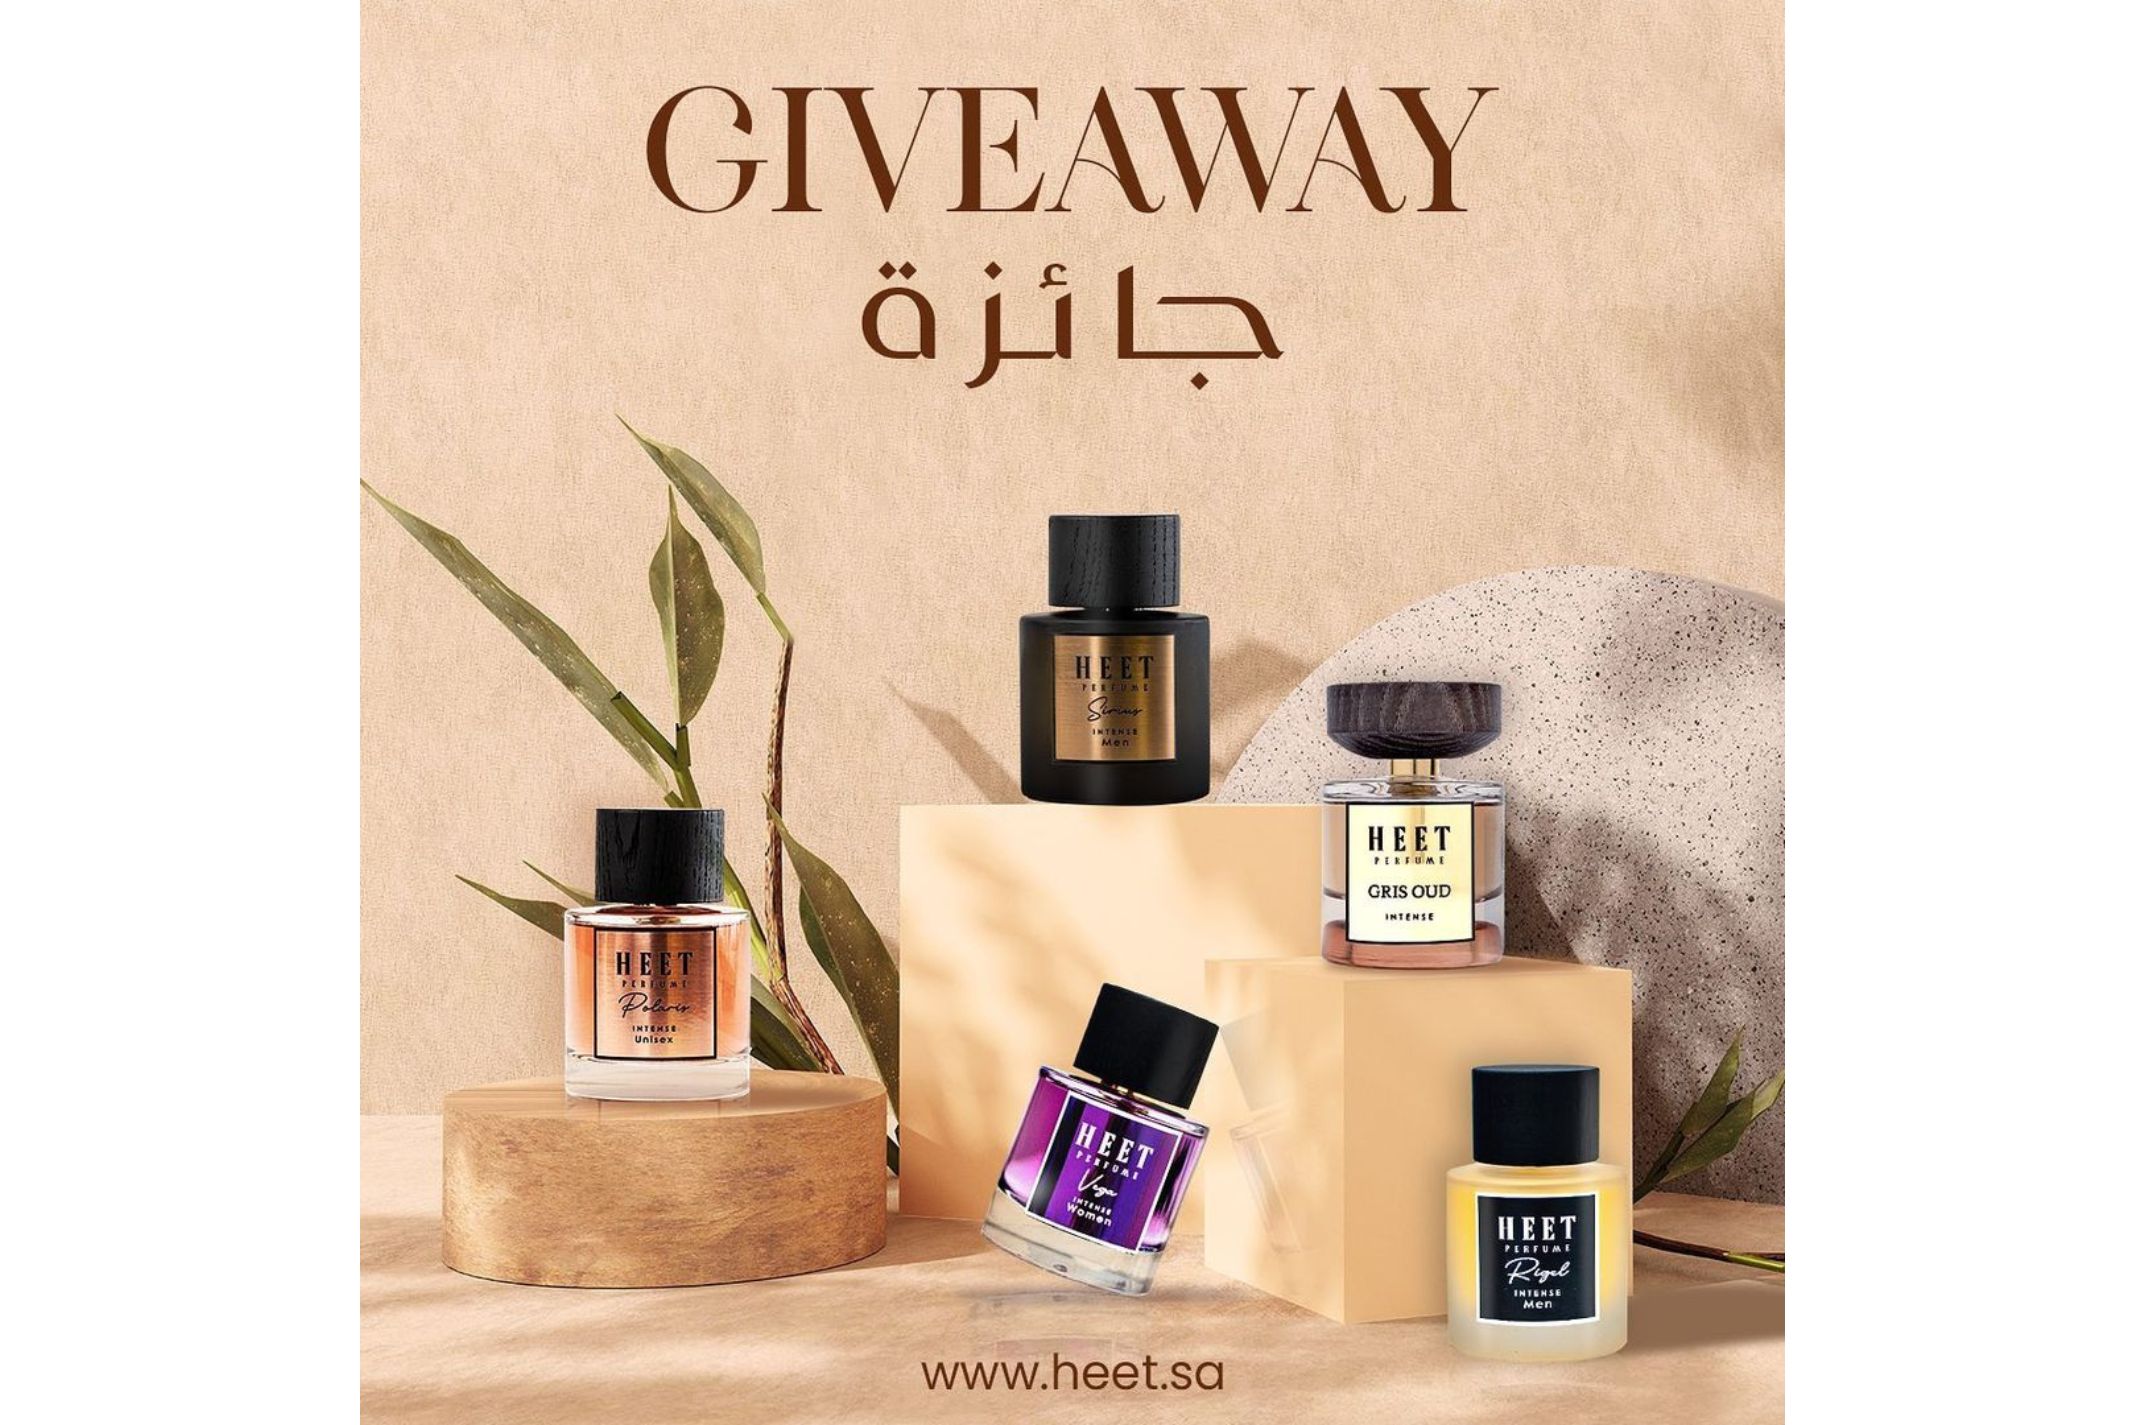 GIVEAWAY
جائزة
HEET
PERFUME
Sirius
INTENSE
Men
HEET
PERFUME
GRIS OUD
INTENSE
HEET
PERFUME
Polaris
INTENSE
Unisex
HEET
PERFUME
Vega
INTENSE
Women
HEET
PERFUME
Rigel
INTENSE
Men
www.heet.sa